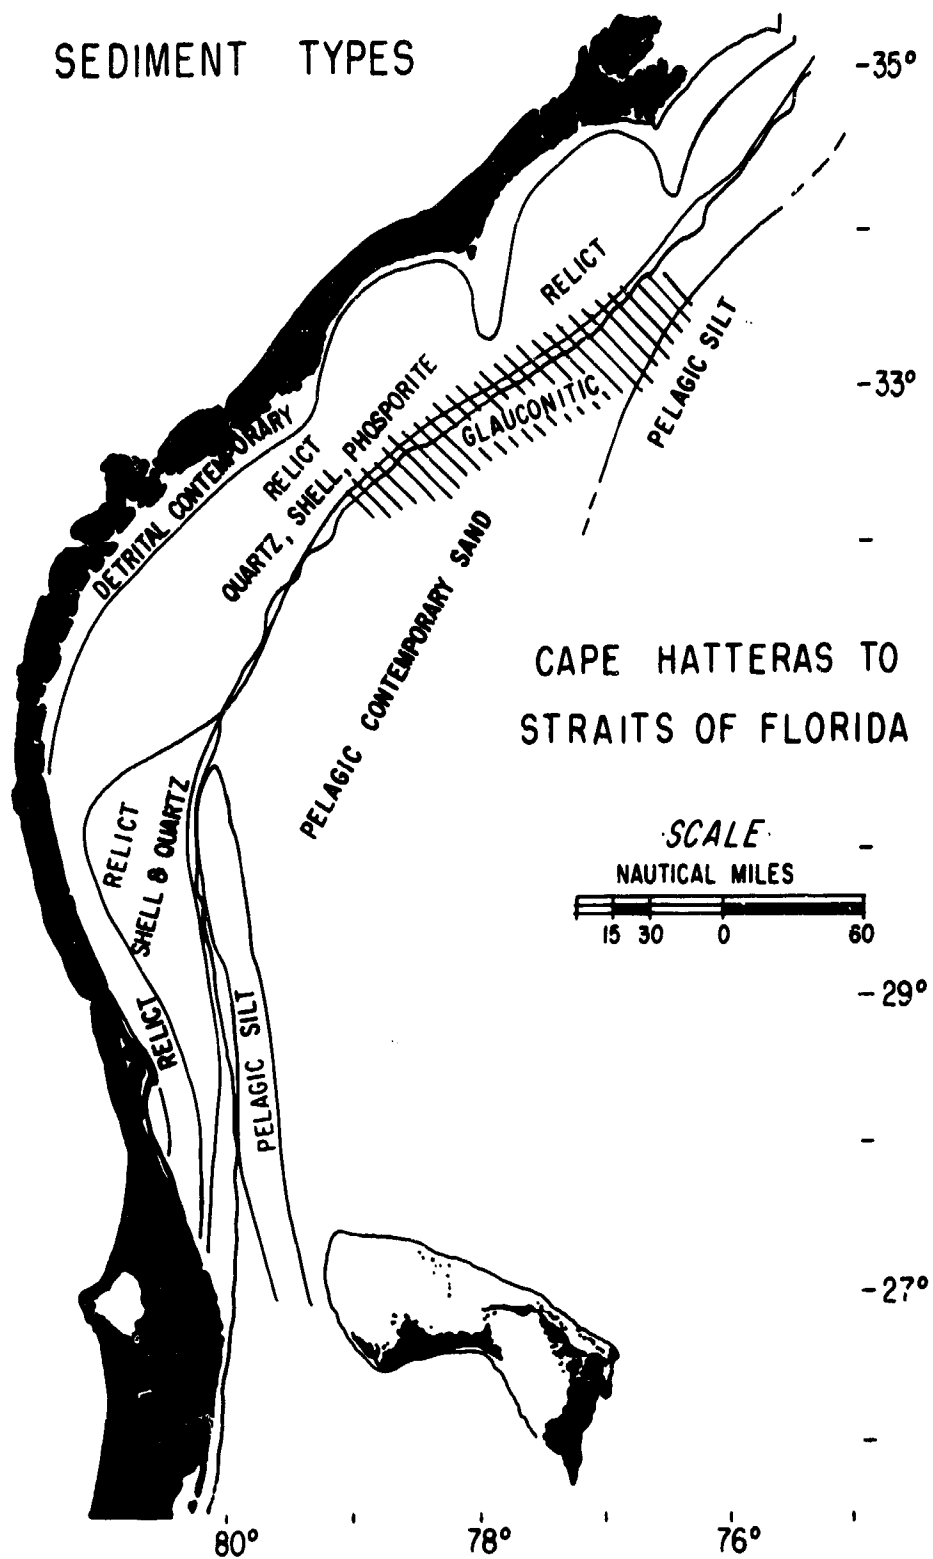 SEDIMENT TYPES
-35°
RELICT
PELAGIC SILT
-33°
GLAUCONITIC
DETRITAL CONTEMPORARY
RELICT
QUARTZ, SHELL, PHOSPORITE
PELAGIC CONTEMPORARY SAND
CAPE HATTERAS TO
STRAITS OF FLORIDA
RELICT
SHELL & QUARTZ
SCALE
NAUTICAL MILES
15 30 0 60
-29°
RELICT
PELAGIC SILT
-27°
80° 78° 76°